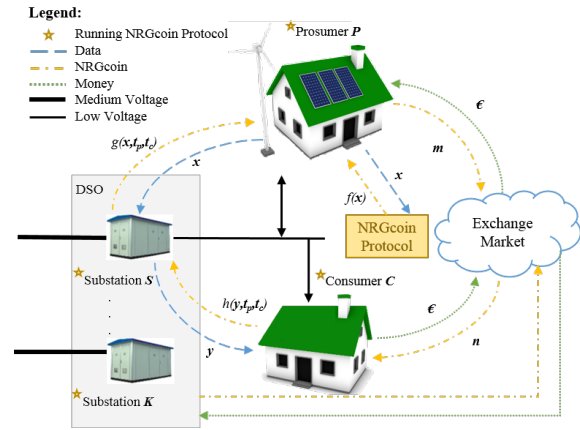 Legend:
Running NRGcoin Protocol
Data
NRGcoin
Money
Medium Voltage
Low Voltage
Prosumer P
g(x,tp,tc)
x
€
m
x
f(x)
DSO
NRGcoin
Protocol
Exchange
Market
Substation S
Consumer C
h(y,tp,tc)
€
n
y
Substation K